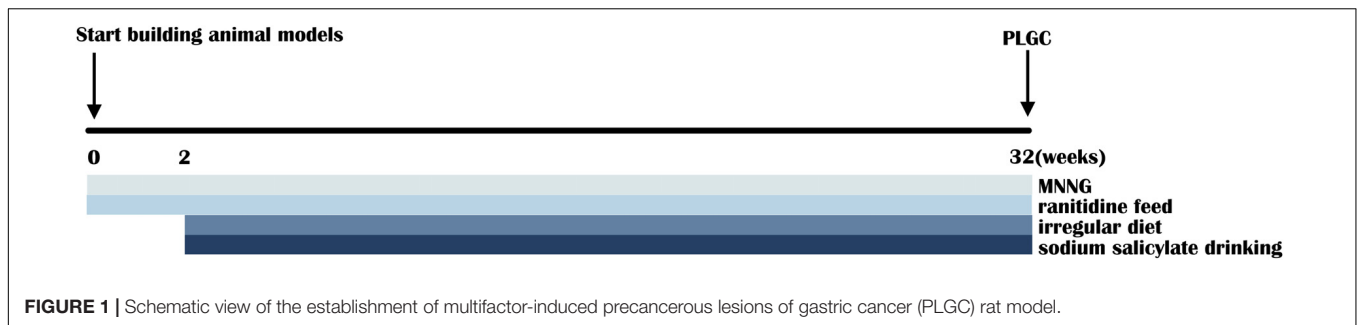 Start building animal models
PLGC
0 2 32(weeks)
MNNG
ranitidine feed
irregular diet
sodium salicylate drinking
FIGURE 1 | Schematic view of the establishment of multifactor-induced precancerous lesions of gastric cancer (PLGC) rat model.